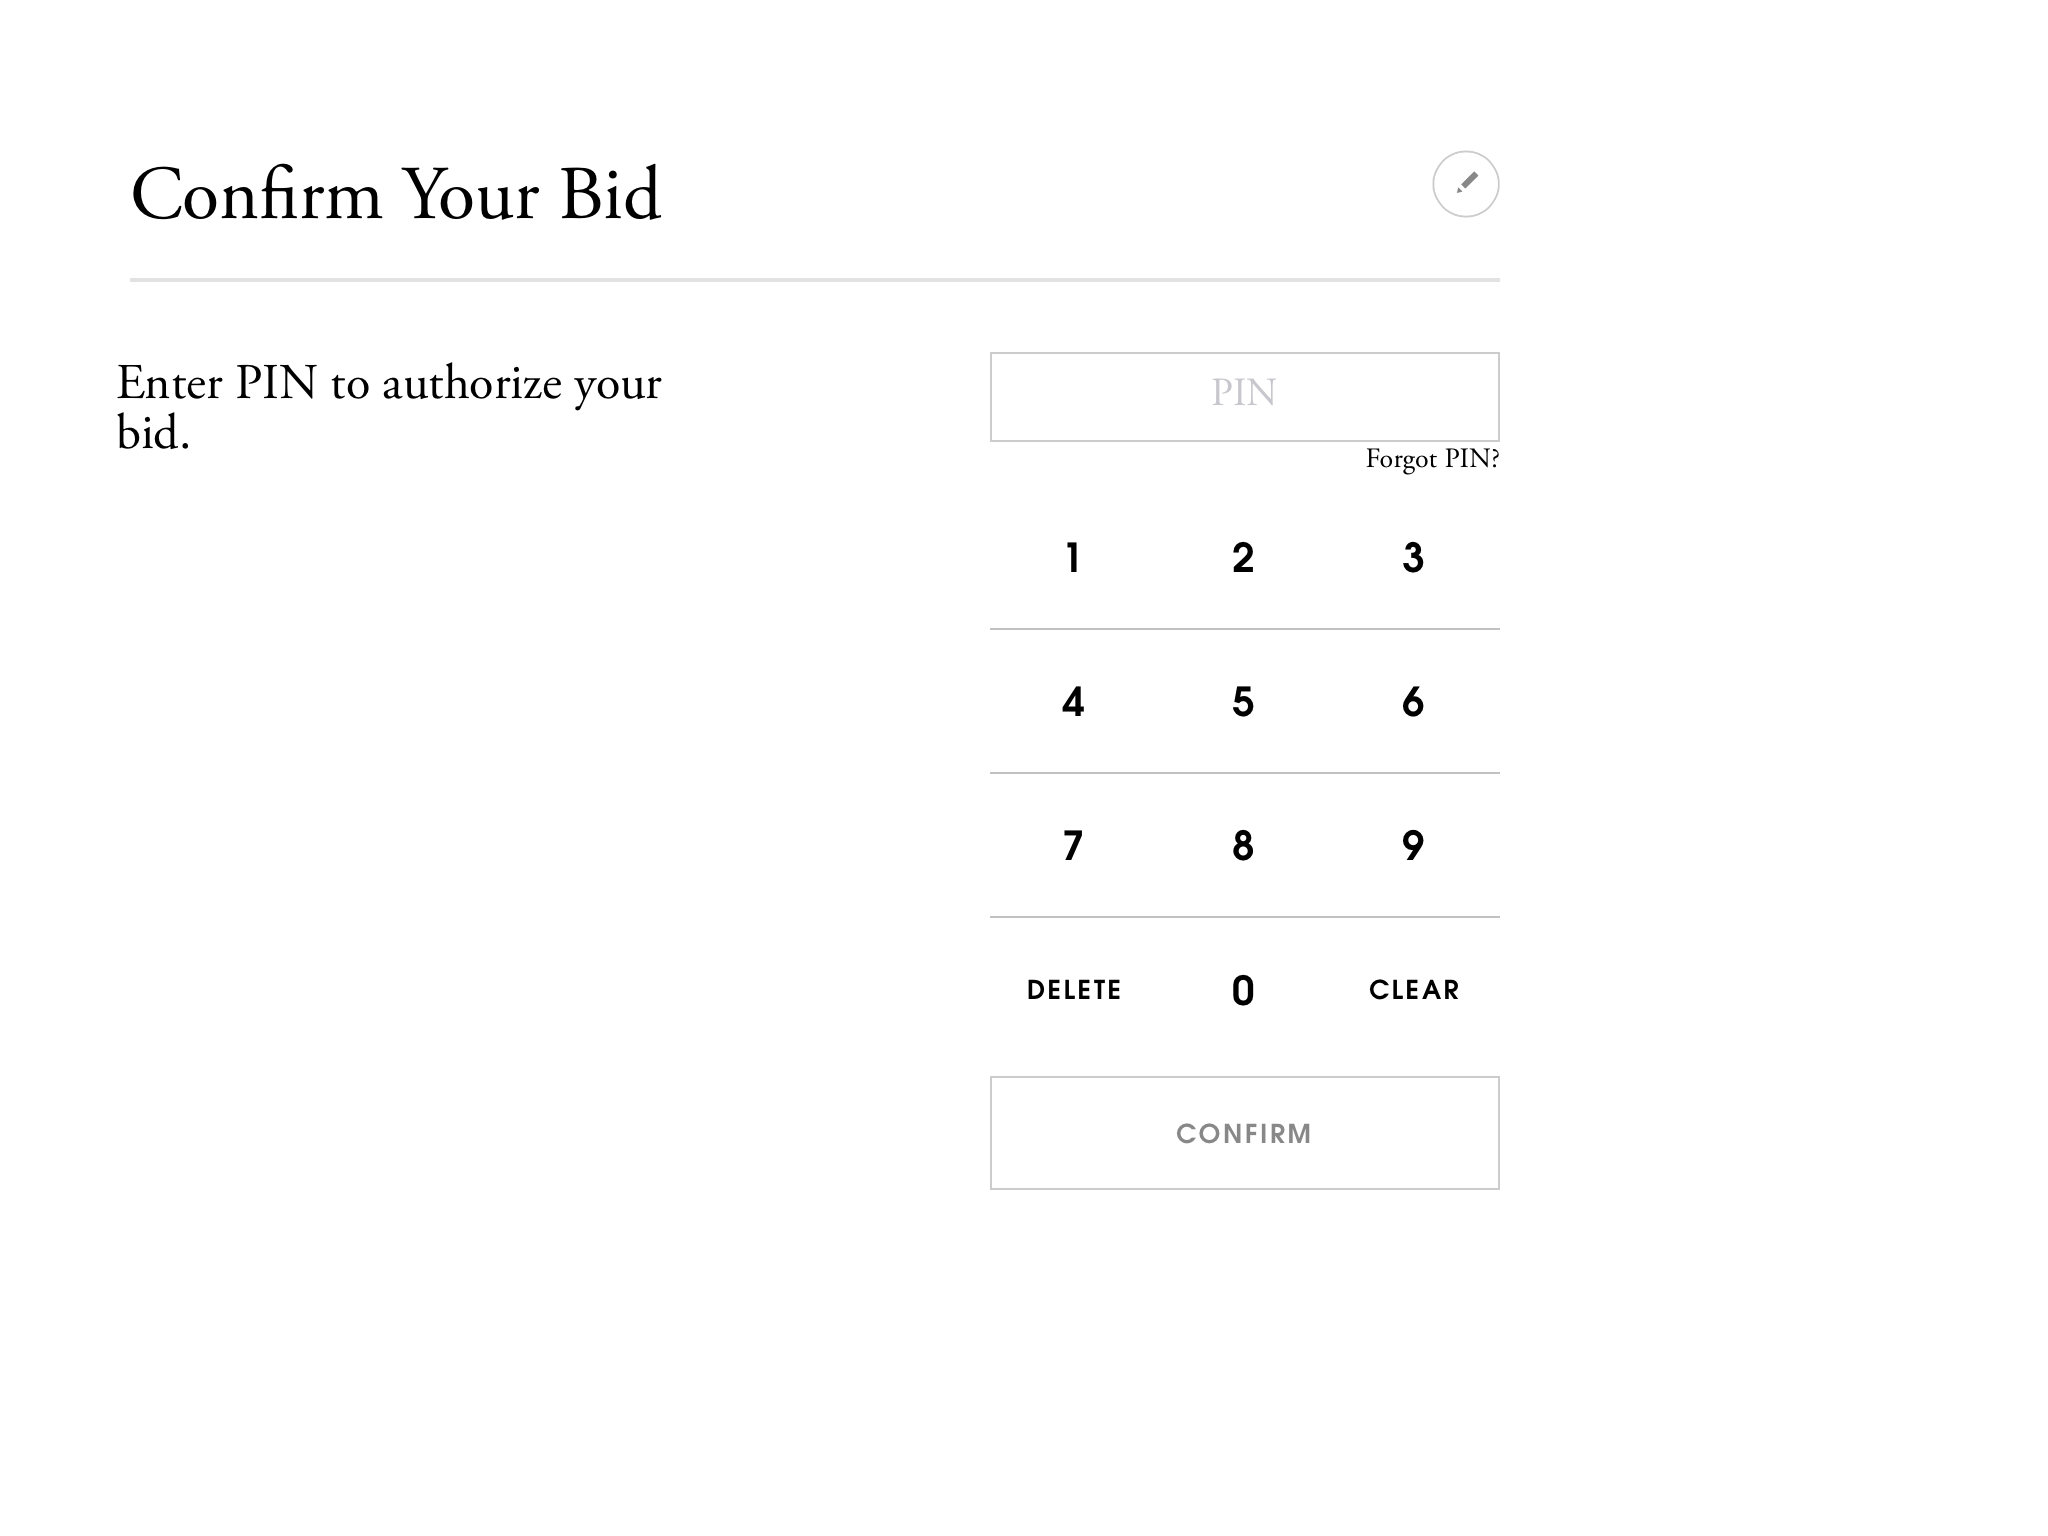 Confirm Your Bid
Enter PIN to authorize your
bid.
PIN
Forgot PIN?
1 2 3
4 5 6
7 8 9
DELETE 0 CLEAR
CONFIRM